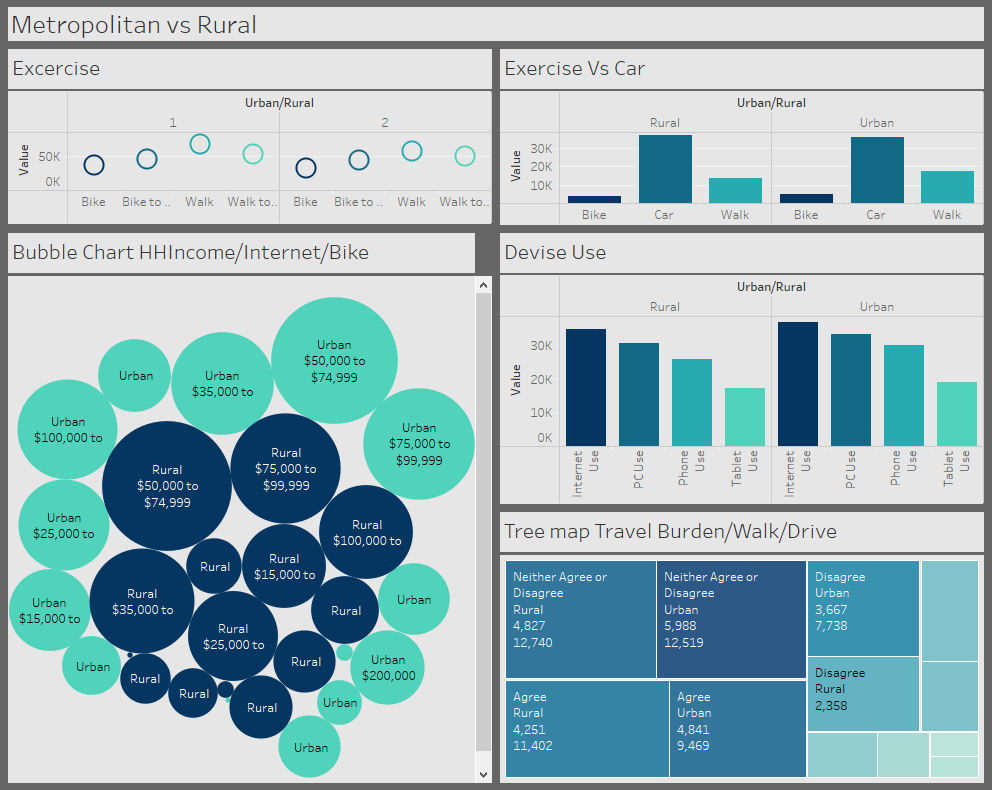 Metropolitan vs Rural
Excercise
Urban/Rural
1
2
Value
50K
0K
Bike
Bike to ..
Walk
Walk to..
Bike
Bike to ..
Walk
Walk to..
Exercise Vs Car
Urban/Rural
Rural
Urban
Value
30K
20K
10K
Bike
Car
Walk
Bike
Car
Walk
Bubble Chart HHIncome/Internet/Bike
Urban
$50,000 to
$74,999
Urban
Urban
$35,000 to
Urban
$100,000 to
Urban
$75,000 to
$99,999
Rural
$75,000 to
$99,999
Rural
$50,000 to
$74,999
Urban
$25,000 to
Rural
$100,000 to
Rural
Rural
$15,000 to
Rural
$35,000 to
Urban
$15,000 to
Rural
Urban
Rural
$25,000 to
Urban
Rural
Rural
Rural
Urban
$200,000
Rural
Urban
Urban
Devise Use
Urban/Rural
Rural
Urban
Value
30K
20K
10K
0K
Internet
Use
PC Use
Phone
Use
Tablet
Use
Internet
Use
PC Use
Phone
Use
Tablet
Use
Tree map Travel Burden/Walk/Drive
Neither Agree or
Disagree
Rural
4,827
12,740
Neither Agree or
Disagree
Urban
5,988
12,519
Disagree
Urban
3,667
7,738
Disagree
Rural
2,358
Agree
Rural
4,251
11,402
Agree
Urban
4,841
9,469